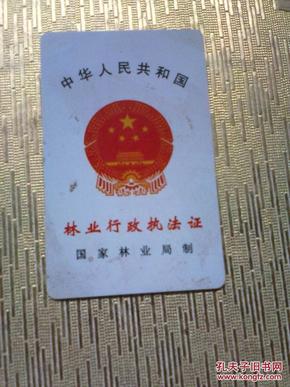 中华人民共和国
林业行政执法证
国家林业局制
孔夫子旧书网